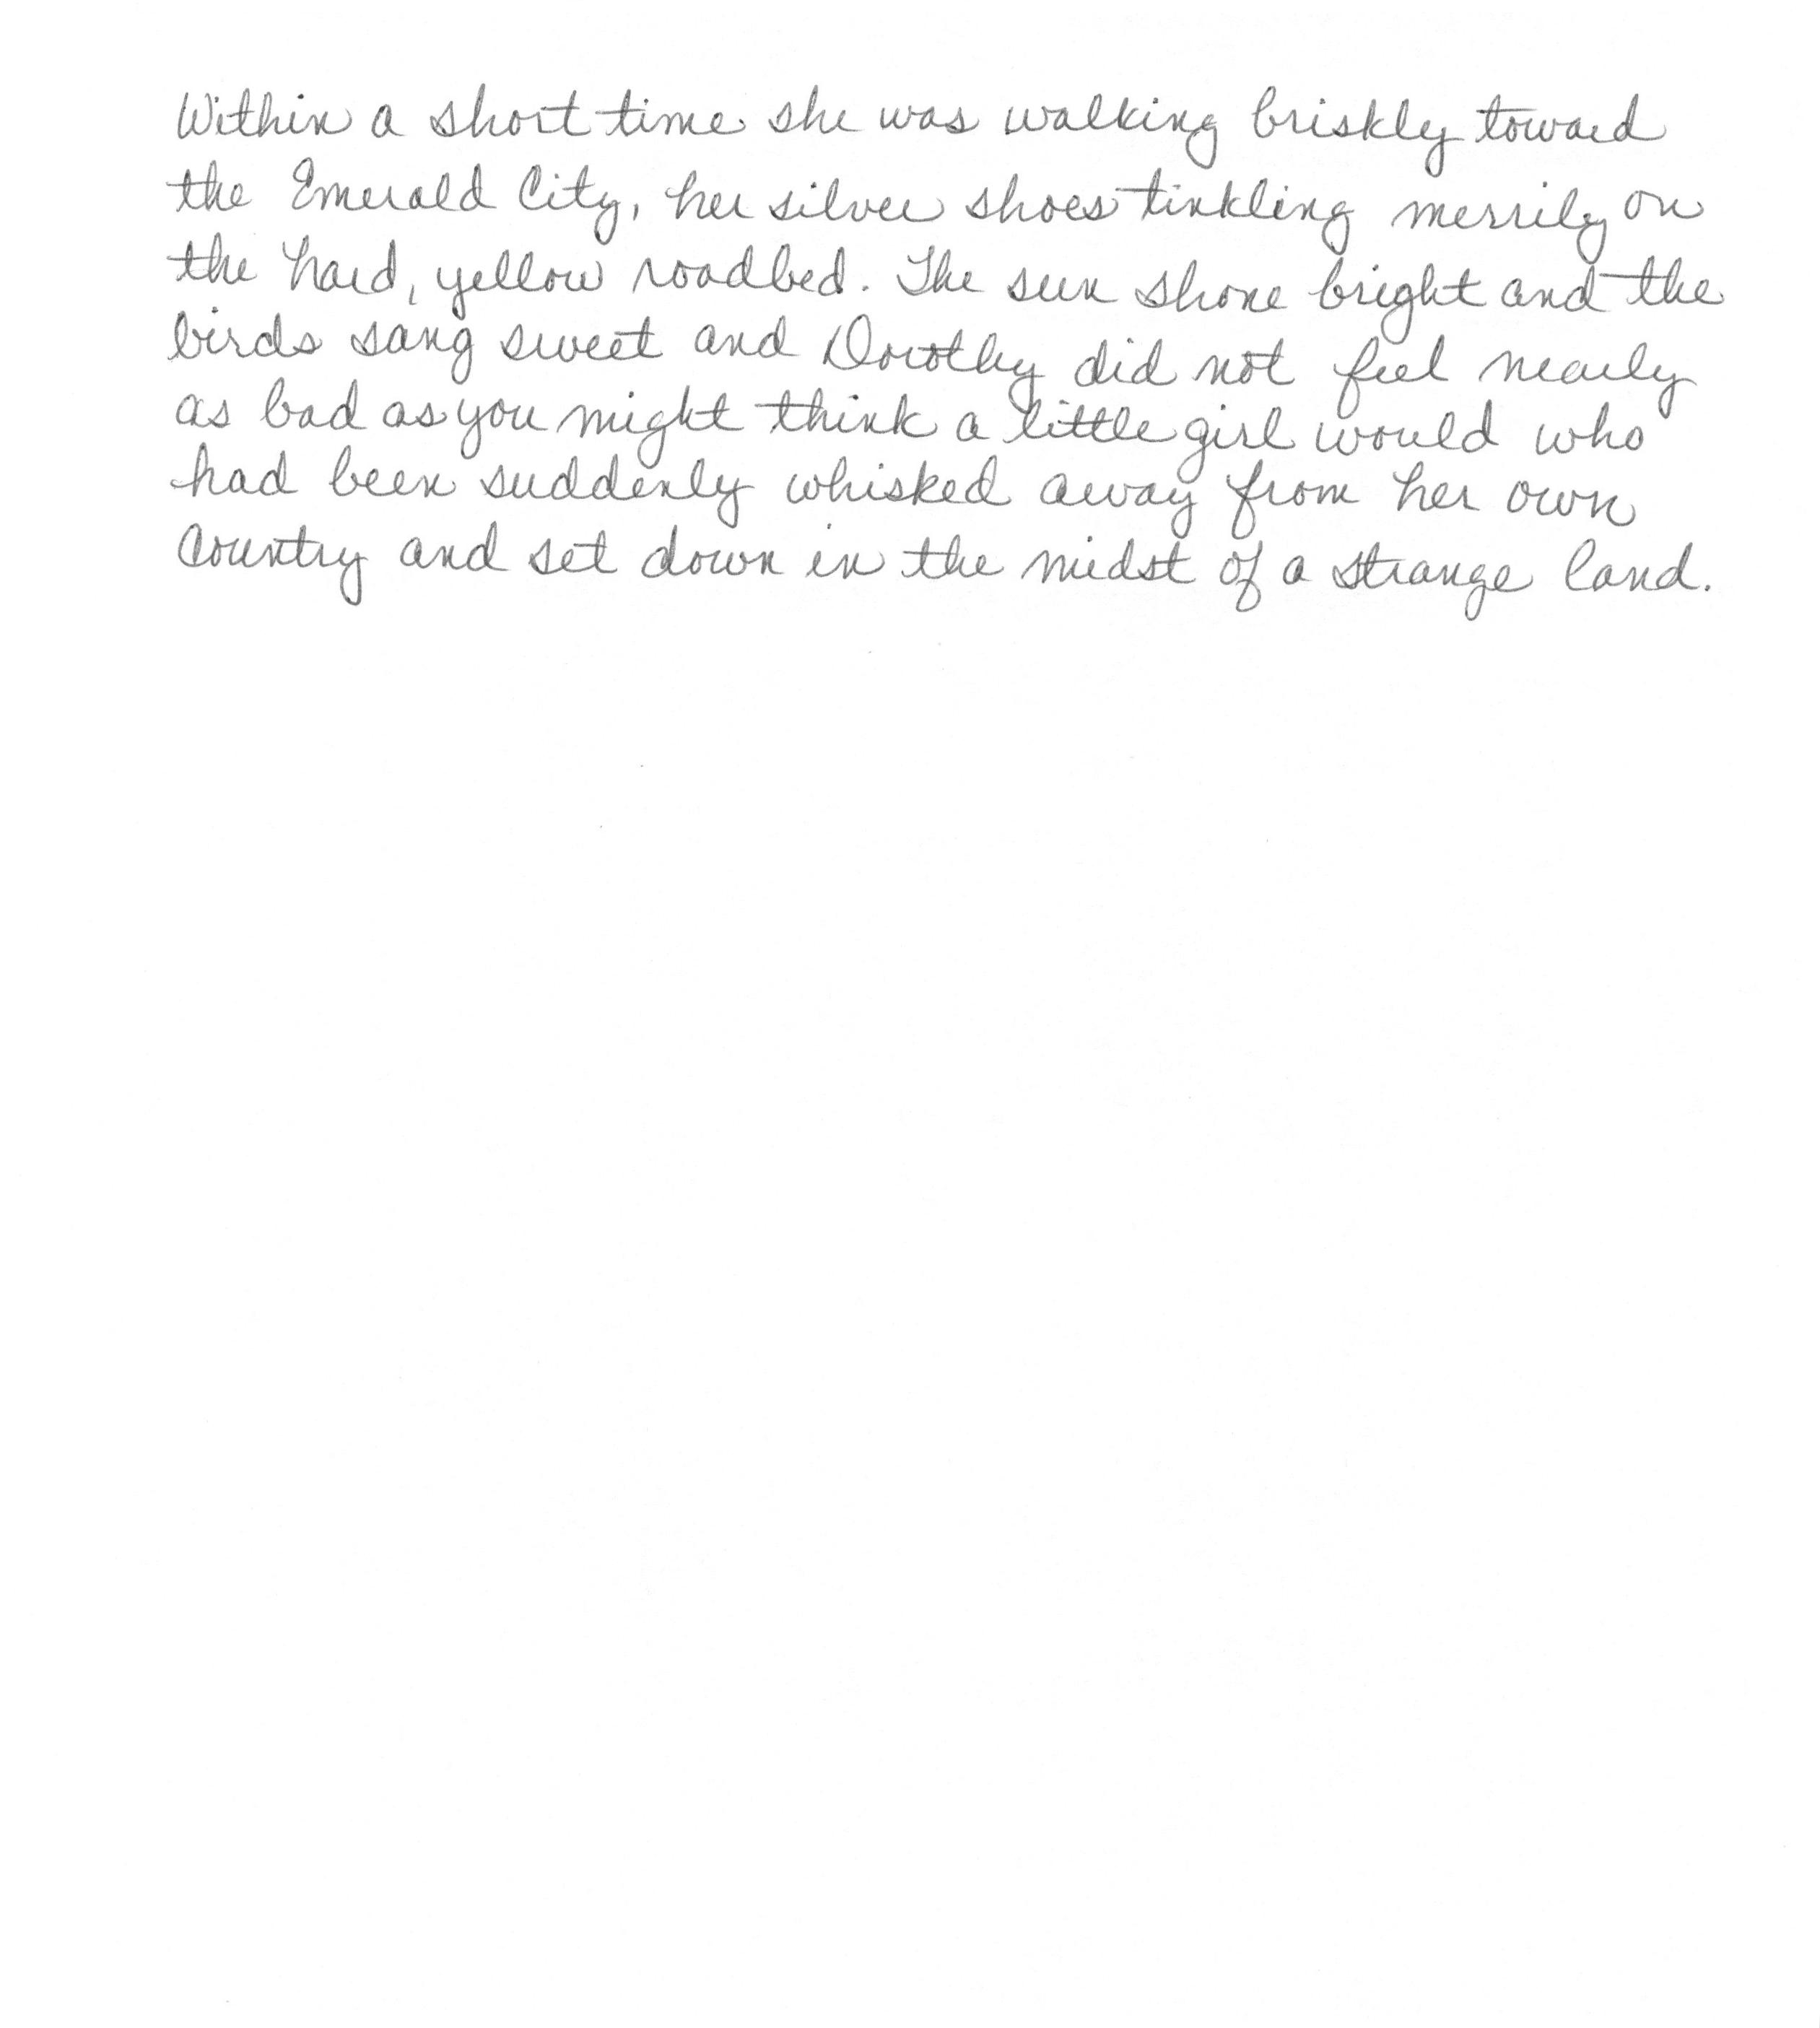 Within a short time she was walking briskly toward
the Emerald City, her silver shoes tinkling merrily on
the hard, yellow roadbed. The sun shone bright and the
birds sang sweet and Dorothy did not feel nearly
as bad as you might think a little girl would who
had been suddenly whisked away from her own
country and set down in the midst of a strange land.